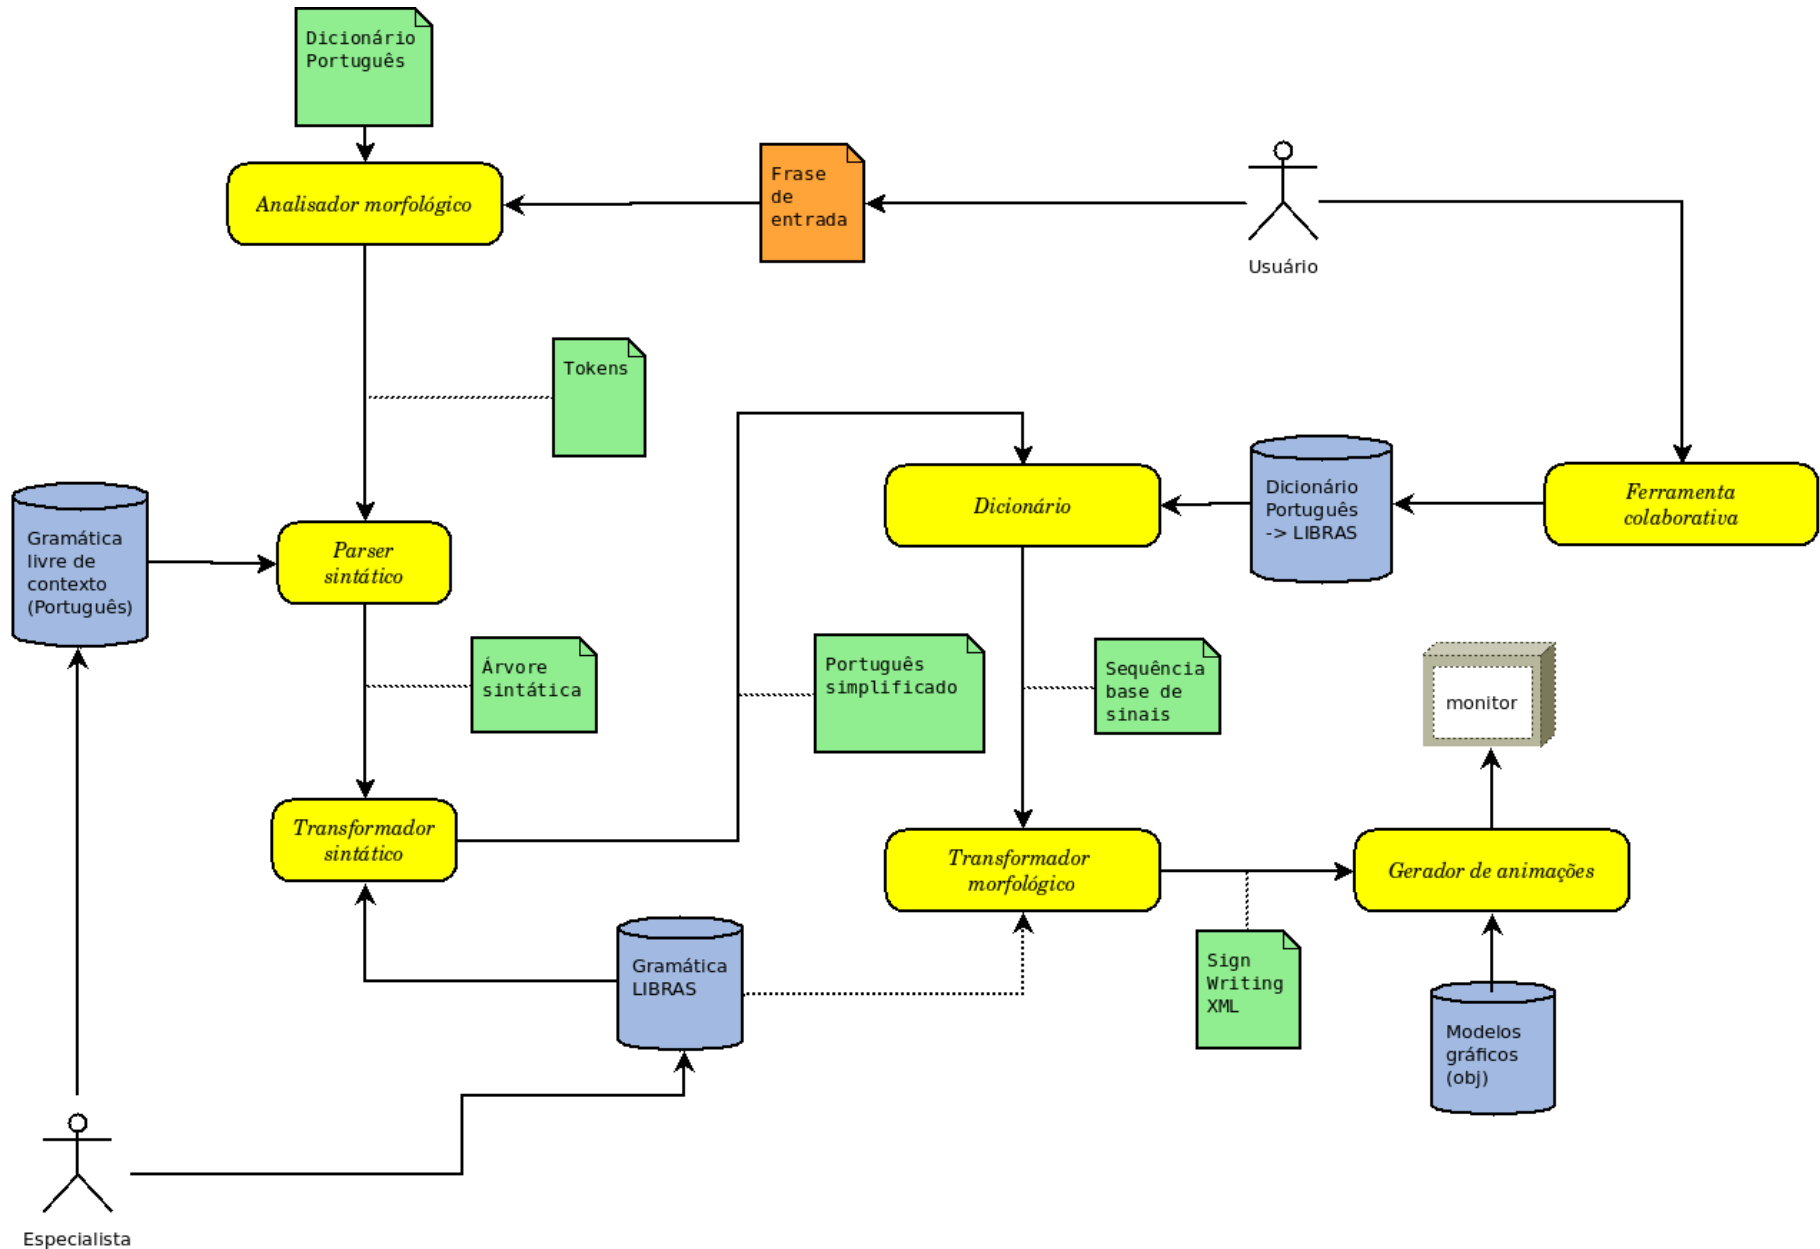 Dicionário
Português
Analisador morfológico
Frase
de
entrada
Usuário
Tokens
Dicionário
Dicionário
Português
-> LIBRAS
Ferramenta
colaborativa
Gramática
livre de
contexto
(Português)
Parser
sintático
Árvore
sintática
Português
simplificado
Sequência
base de
sinais
monitor
Transformador
sintático
Transformador
morfológico
Gerador de animações
Gramática
LIBRAS
Sign
Writing
XML
Modelos
gráficos
(obj)
Especialista